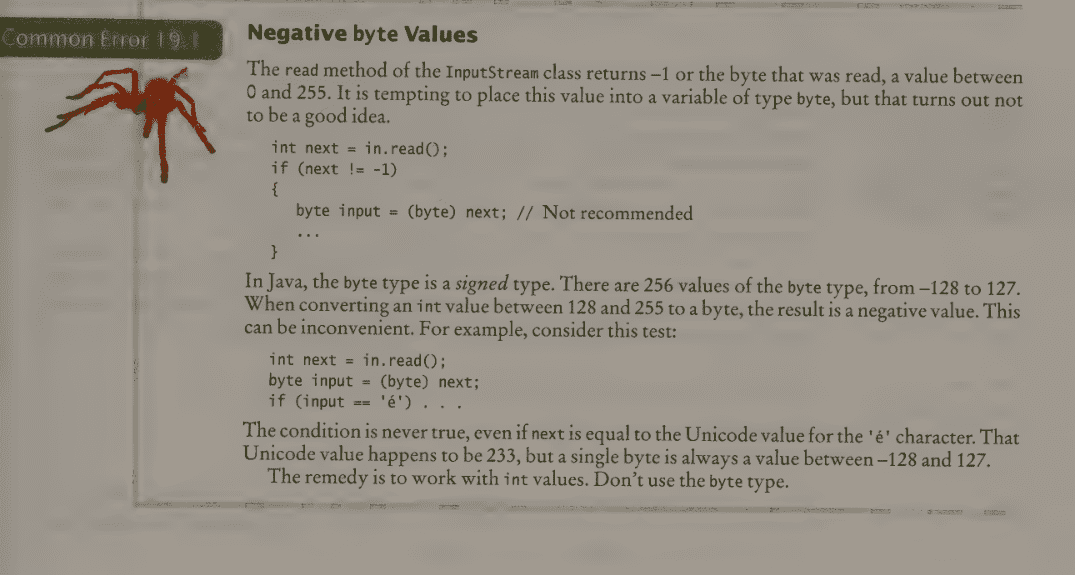 Common Error 19.1
Negative byte Values
The read method of the InputStream class returns –1 or the byte that was read, a value between
0 and 255. It is tempting to place this value into a variable of type byte, but that turns out not
to be a good idea.
int next = in.read();
if (next != -1)
{
byte input = (byte) next; // Not recommended
...
}
In Java, the byte type is a signed type. There are 256 values of the byte type, from –128 to 127.
When converting an int value between 128 and 255 to a byte, the result is a negative value. This
can be inconvenient. For example, consider this test:
int next = in.read();
byte input = (byte) next;
if (input == 'é') . . .
The condition is never true, even if next is equal to the Unicode value for the 'é' character. That
Unicode value happens to be 233, but a single byte is always a value between –128 and 127.
The remedy is to work with int values. Don't use the byte type.